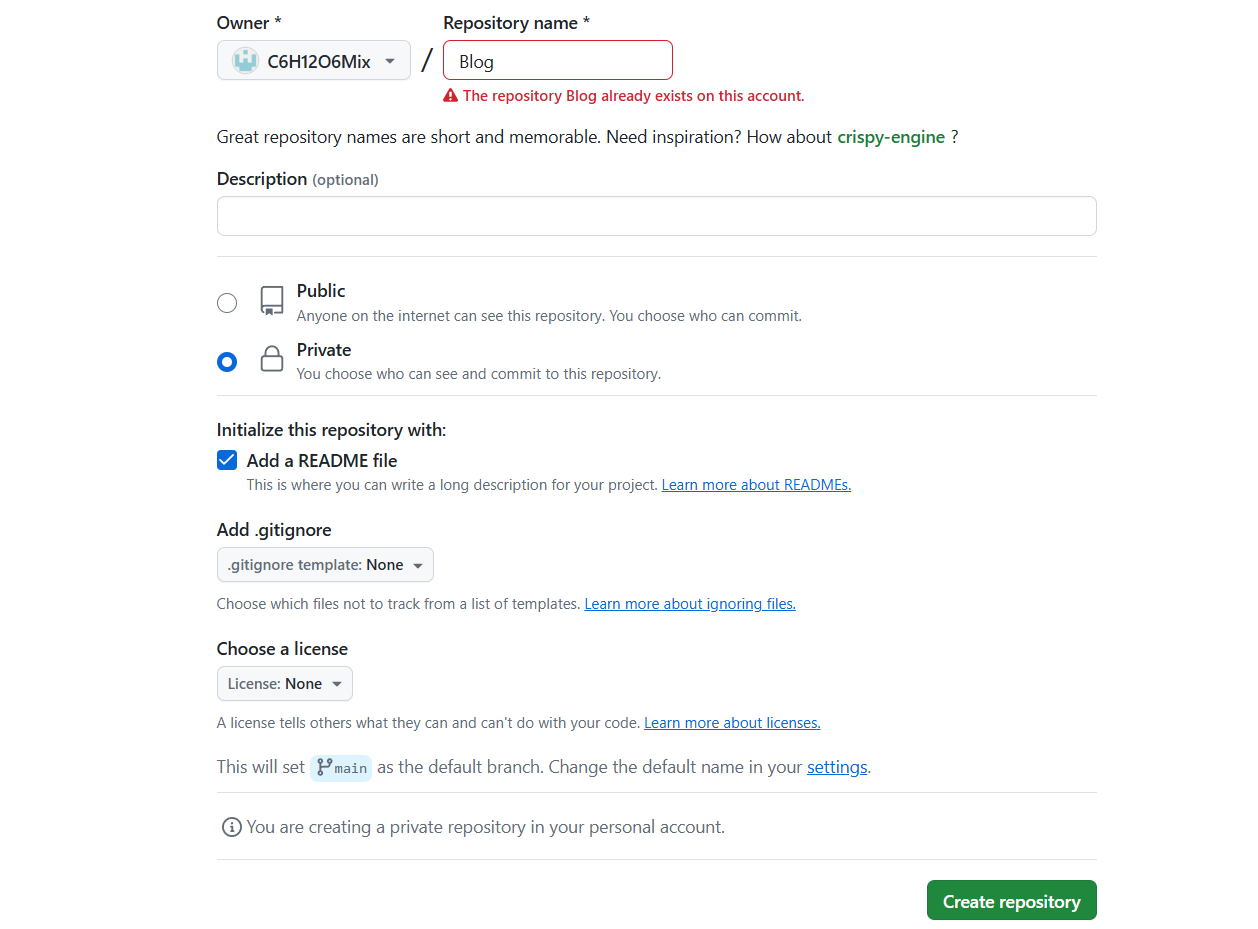 Owner * Repository name *
C6H12O6Mix / Blog
The repository Blog already exists on this account.
Great repository names are short and memorable. Need inspiration? How about crispy-engine ?
Description (optional)
Public
Anyone on the internet can see this repository. You choose who can commit.
Private
You choose who can see and commit to this repository.
Initialize this repository with:
Add a README file
This is where you can write a long description for your project. Learn more about READMEs.
Add .gitignore
.gitignore template: None
Choose which files not to track from a list of templates. Learn more about ignoring files.
Choose a license
License: None
A license tells others what they can and can't do with your code. Learn more about licenses.
This will set main as the default branch. Change the default name in your settings.
You are creating a private repository in your personal account.
Create repository